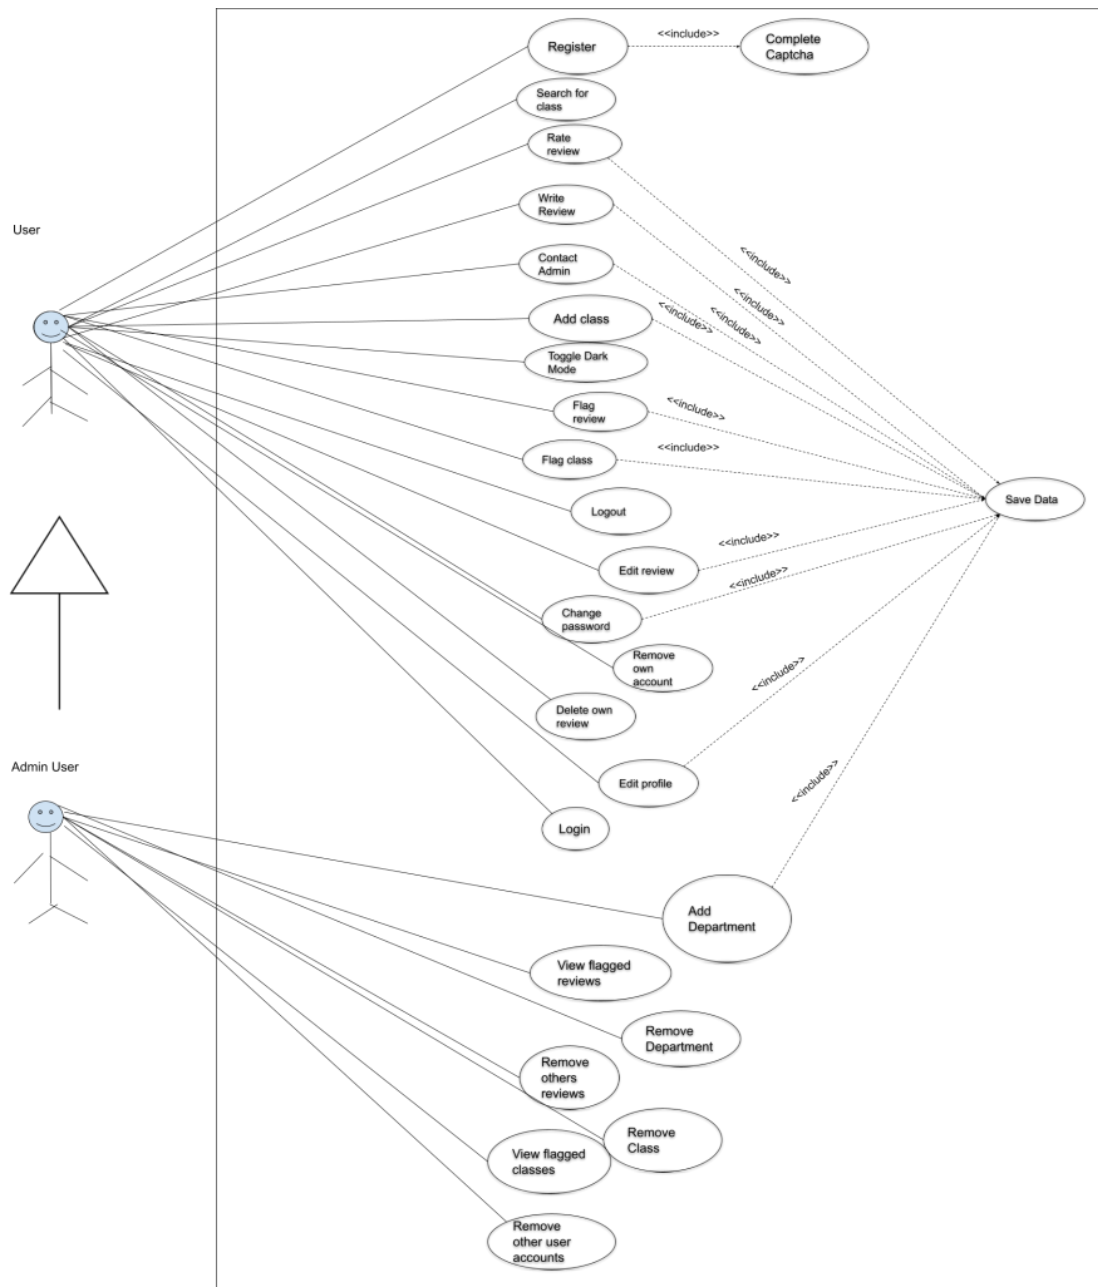 Register
<<include>>
Complete
Captcha
Search for
class
Rate
review
Write
Review
User
Contact
Admin
<<include>>
<<include>>
<<include>>
<<include>>
Add class
Toggle Dark
Mode
Flag
review
<<include>>
Flag class
<<include>>
Save Data
Logout
Edit review
<<include>>
Change
password
<<include>>
Remove
own
account
Delete own
review
<<include>>
Admin User
Edit profile
<<include>>
Login
Add
Department
View flagged
reviews
Remove
Department
Remove
others
reviews
Remove
Class
View flagged
classes
Remove
other user
accounts